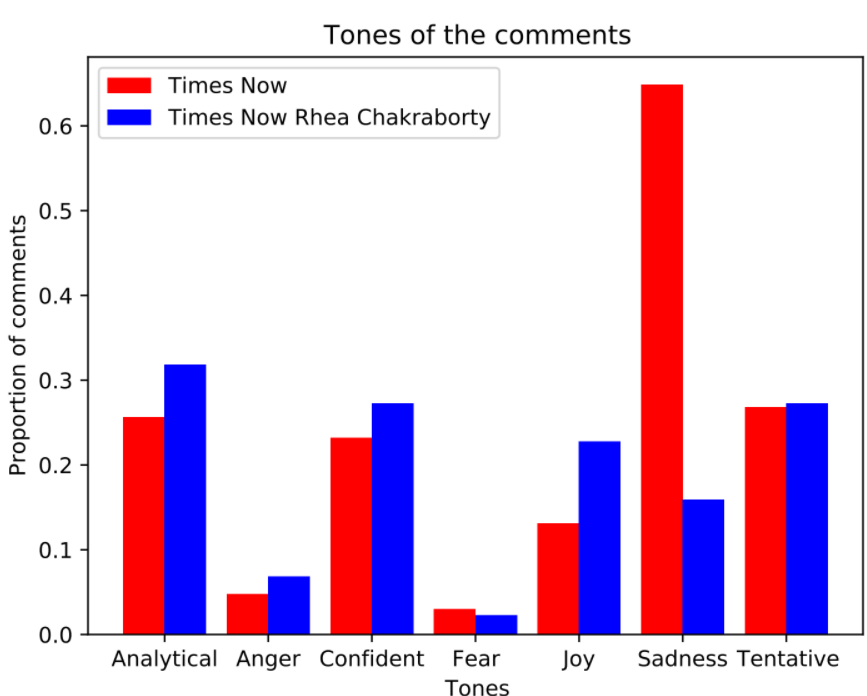 Tones of the comments
Times Now
Times Now Rhea Chakraborty
Proportion of comments
0.6
0.5
0.4
0.3
0.2
0.1
0.0
Analytical Anger Confident Fear Joy Sadness Tentative
Tones